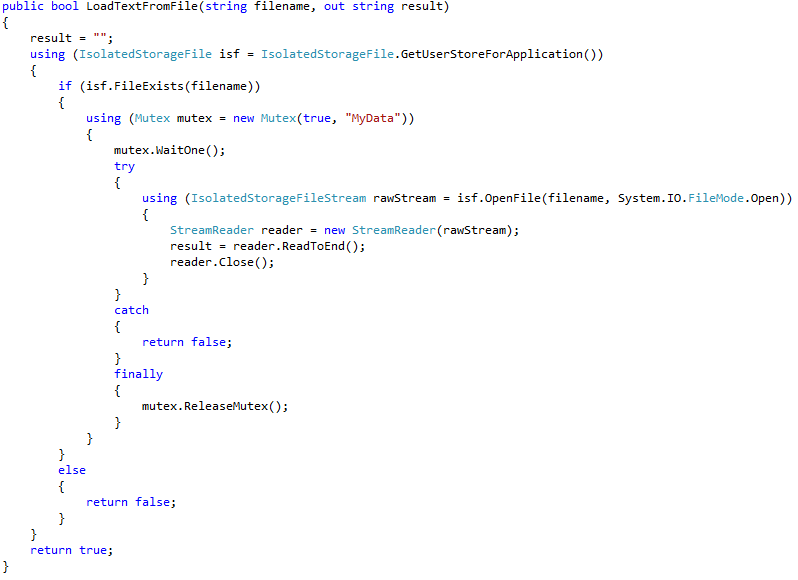 public bool LoadTextFromFile(string filename, out string result)
{
    result = "";
    using (IsolatedStorageFile isf = IsolatedStorageFile.GetUserStoreForApplication())
    {
        if (isf.FileExists(filename))
        {
            using (Mutex mutex = new Mutex(true, "MyData"))
            {
                mutex.WaitOne();
                try
                {
                    using (IsolatedStorageFileStream rawStream = isf.OpenFile(filename, System.IO.FileMode.Open))
                    {
                        StreamReader reader = new StreamReader(rawStream);
                        result = reader.ReadToEnd();
                        reader.Close();
                    }
                }
                catch
                {
                    return false;
                }
                finally
                {
                    mutex.ReleaseMutex();
                }
            }
        }
        else
        {
            return false;
        }
    }
    return true;
}